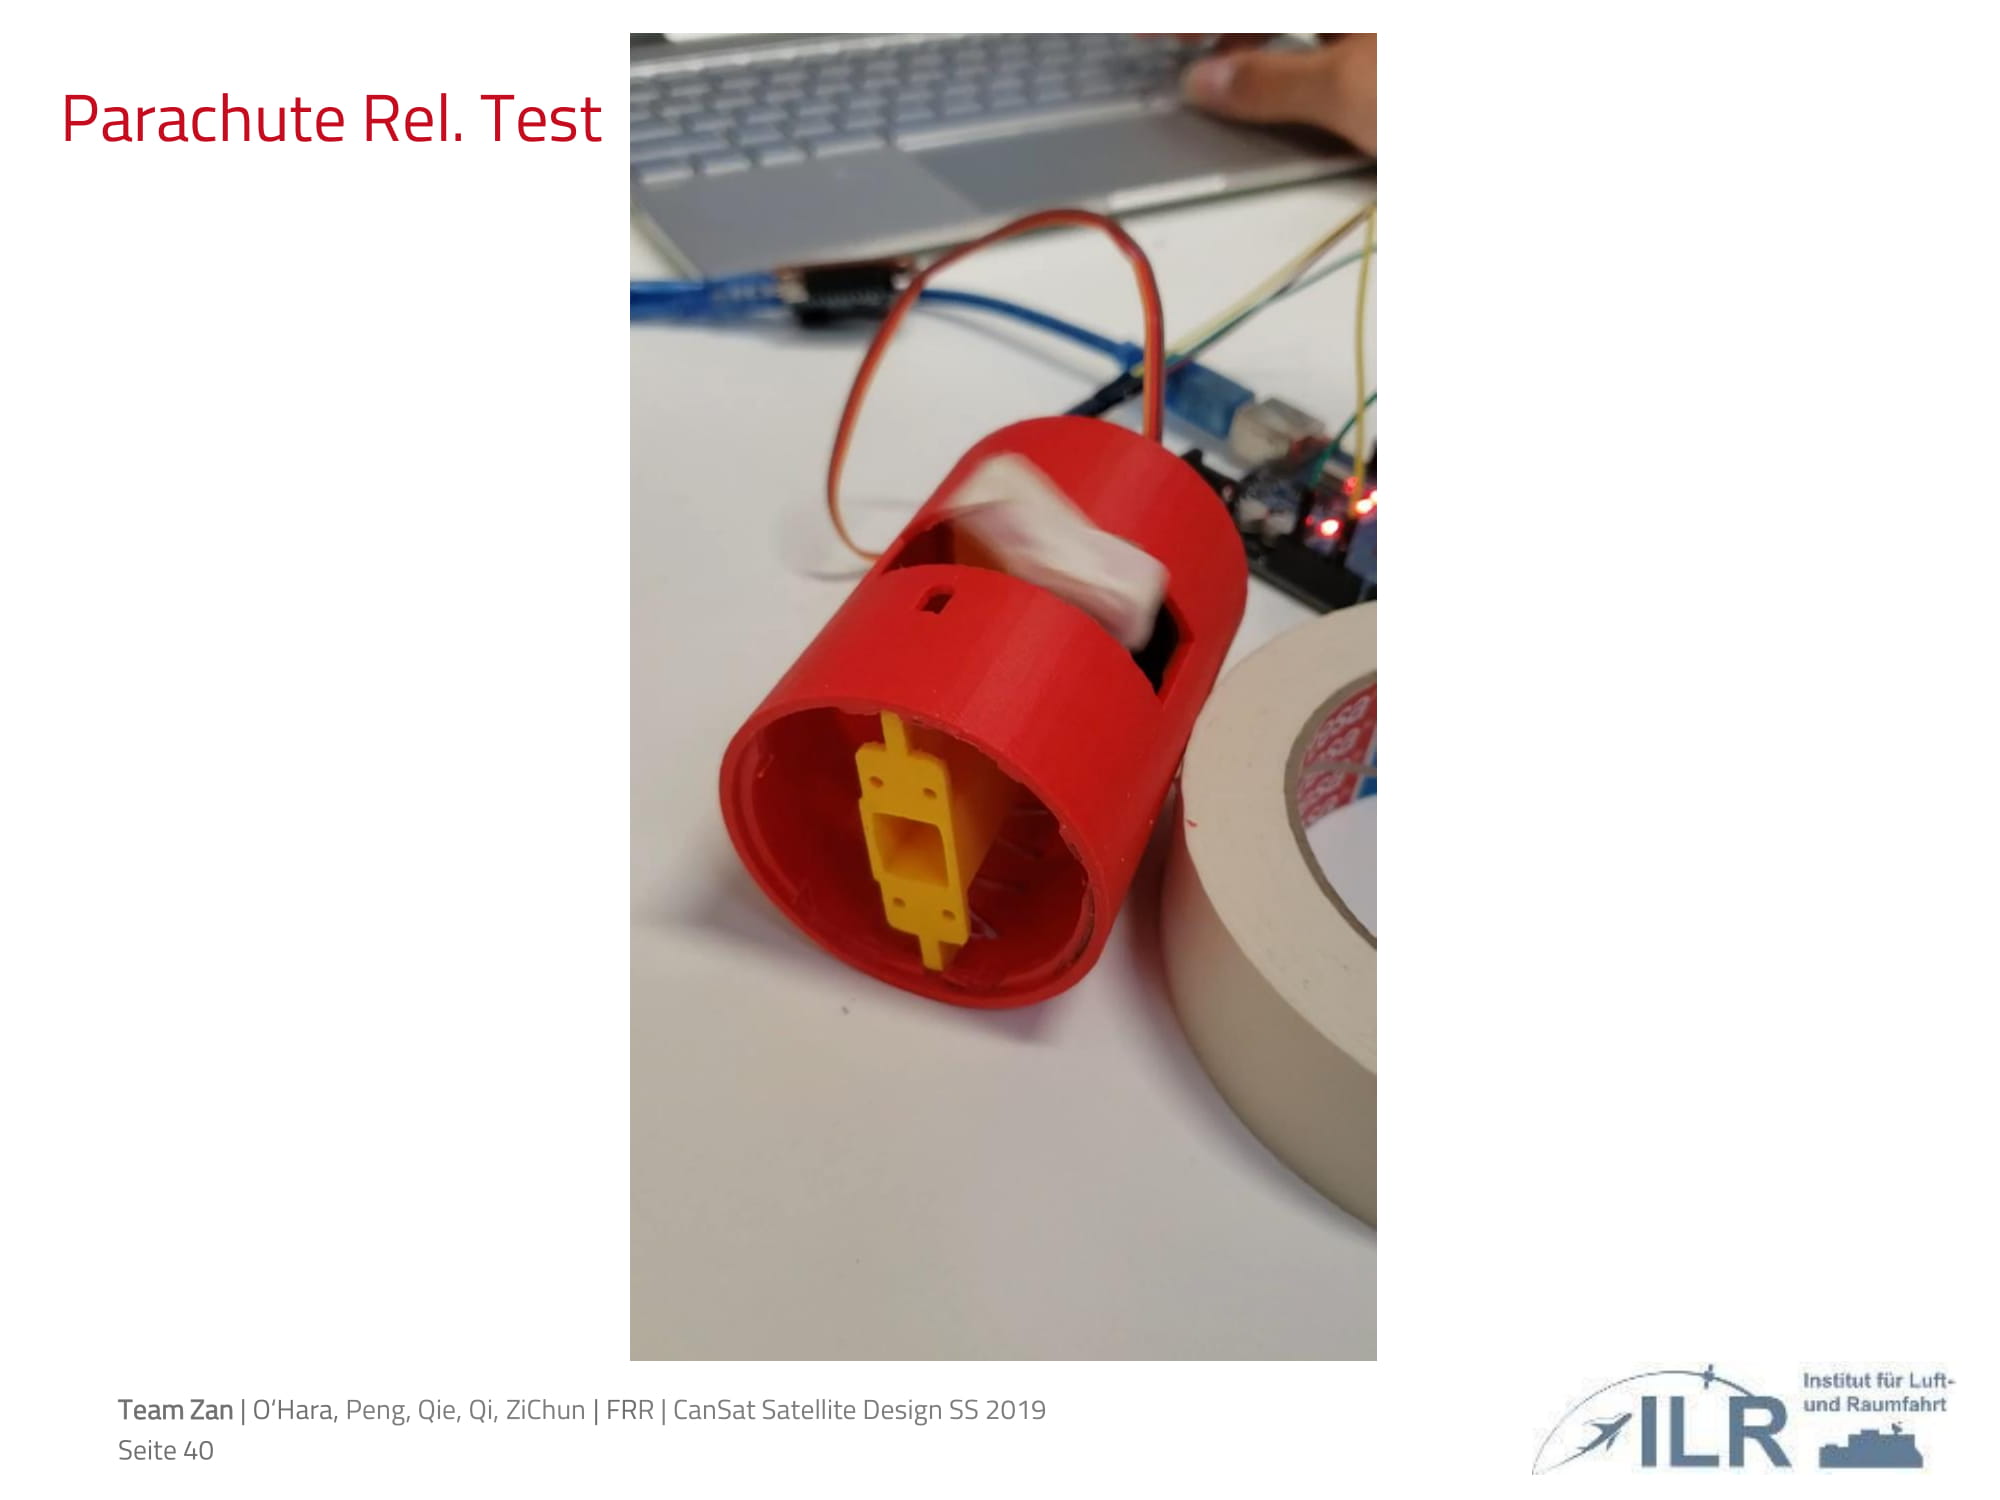 Parachute Rel. Test
esa
Team Zan | O‘Hara, Peng, Qie, Qi, ZiChun | FRR | CanSat Satellite Design SS 2019
Seite 40
ILR
Institut für Luft-
und Raumfahrt